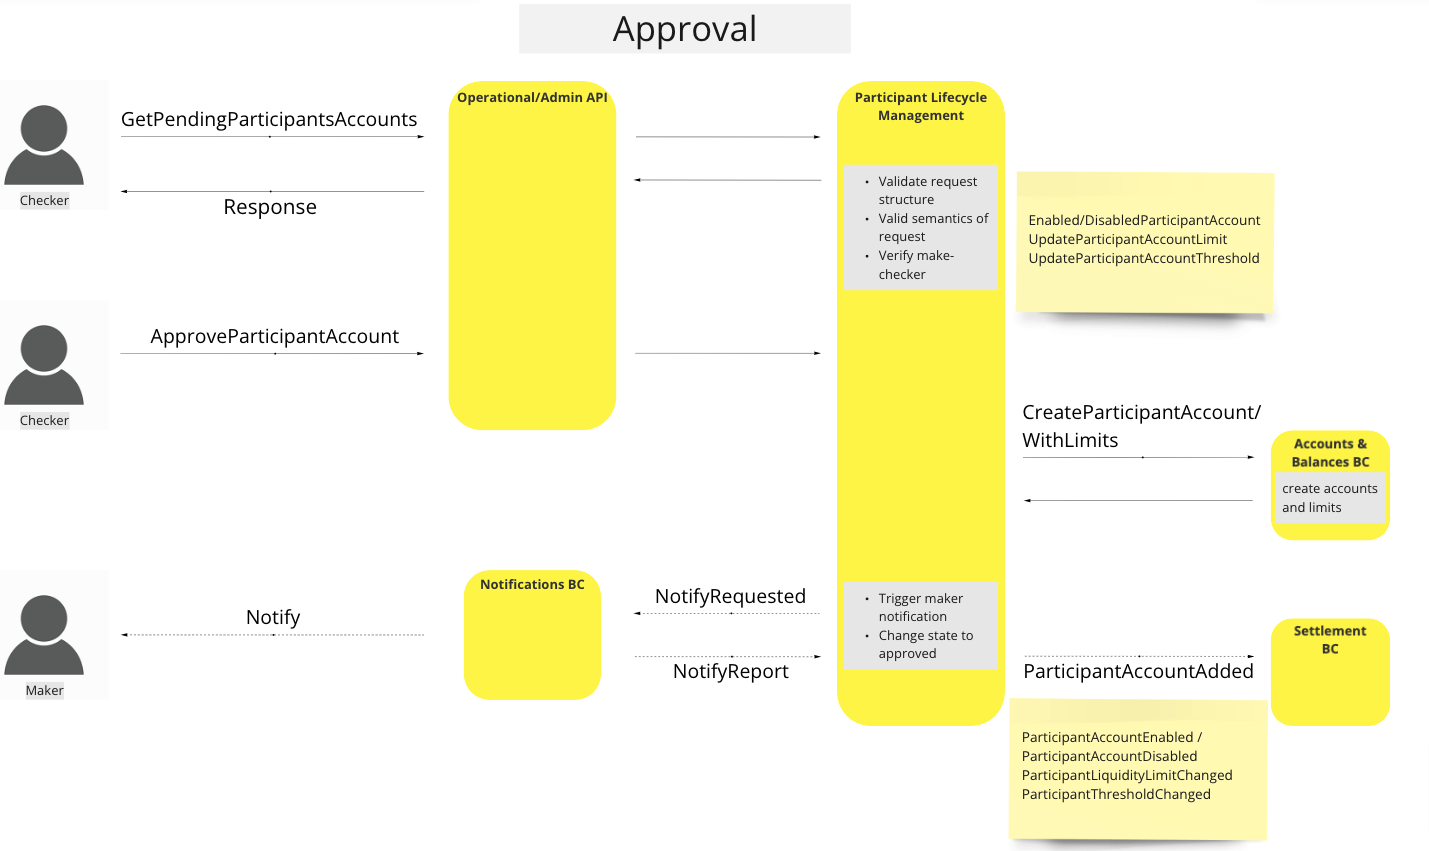 Approval
Operational/Admin API
Participant Lifecycle
Management
GetPendingParticipantsAccounts
Checker
Response
• Validate request
structure
• Valid semantics of
request
• Verify make-
checker
Enabled/DisabledParticipantAccount
UpdateParticipantAccountLimit
UpdateParticipantAccountThreshold
ApproveParticipantAccount
Checker
CreateParticipantAccount/
WithLimits
Accounts &
Balances BC
create accounts
and limits
Notifications BC
Notify
Maker
NotifyRequested
NotifyReport
• Trigger maker
notification
• Change state to
approved
ParticipantAccountAdded
Settlement
BC
ParticipantAccountEnabled /
ParticipantAccountDisabled
ParticipantLiquidityLimitChanged
ParticipantThresholdChanged